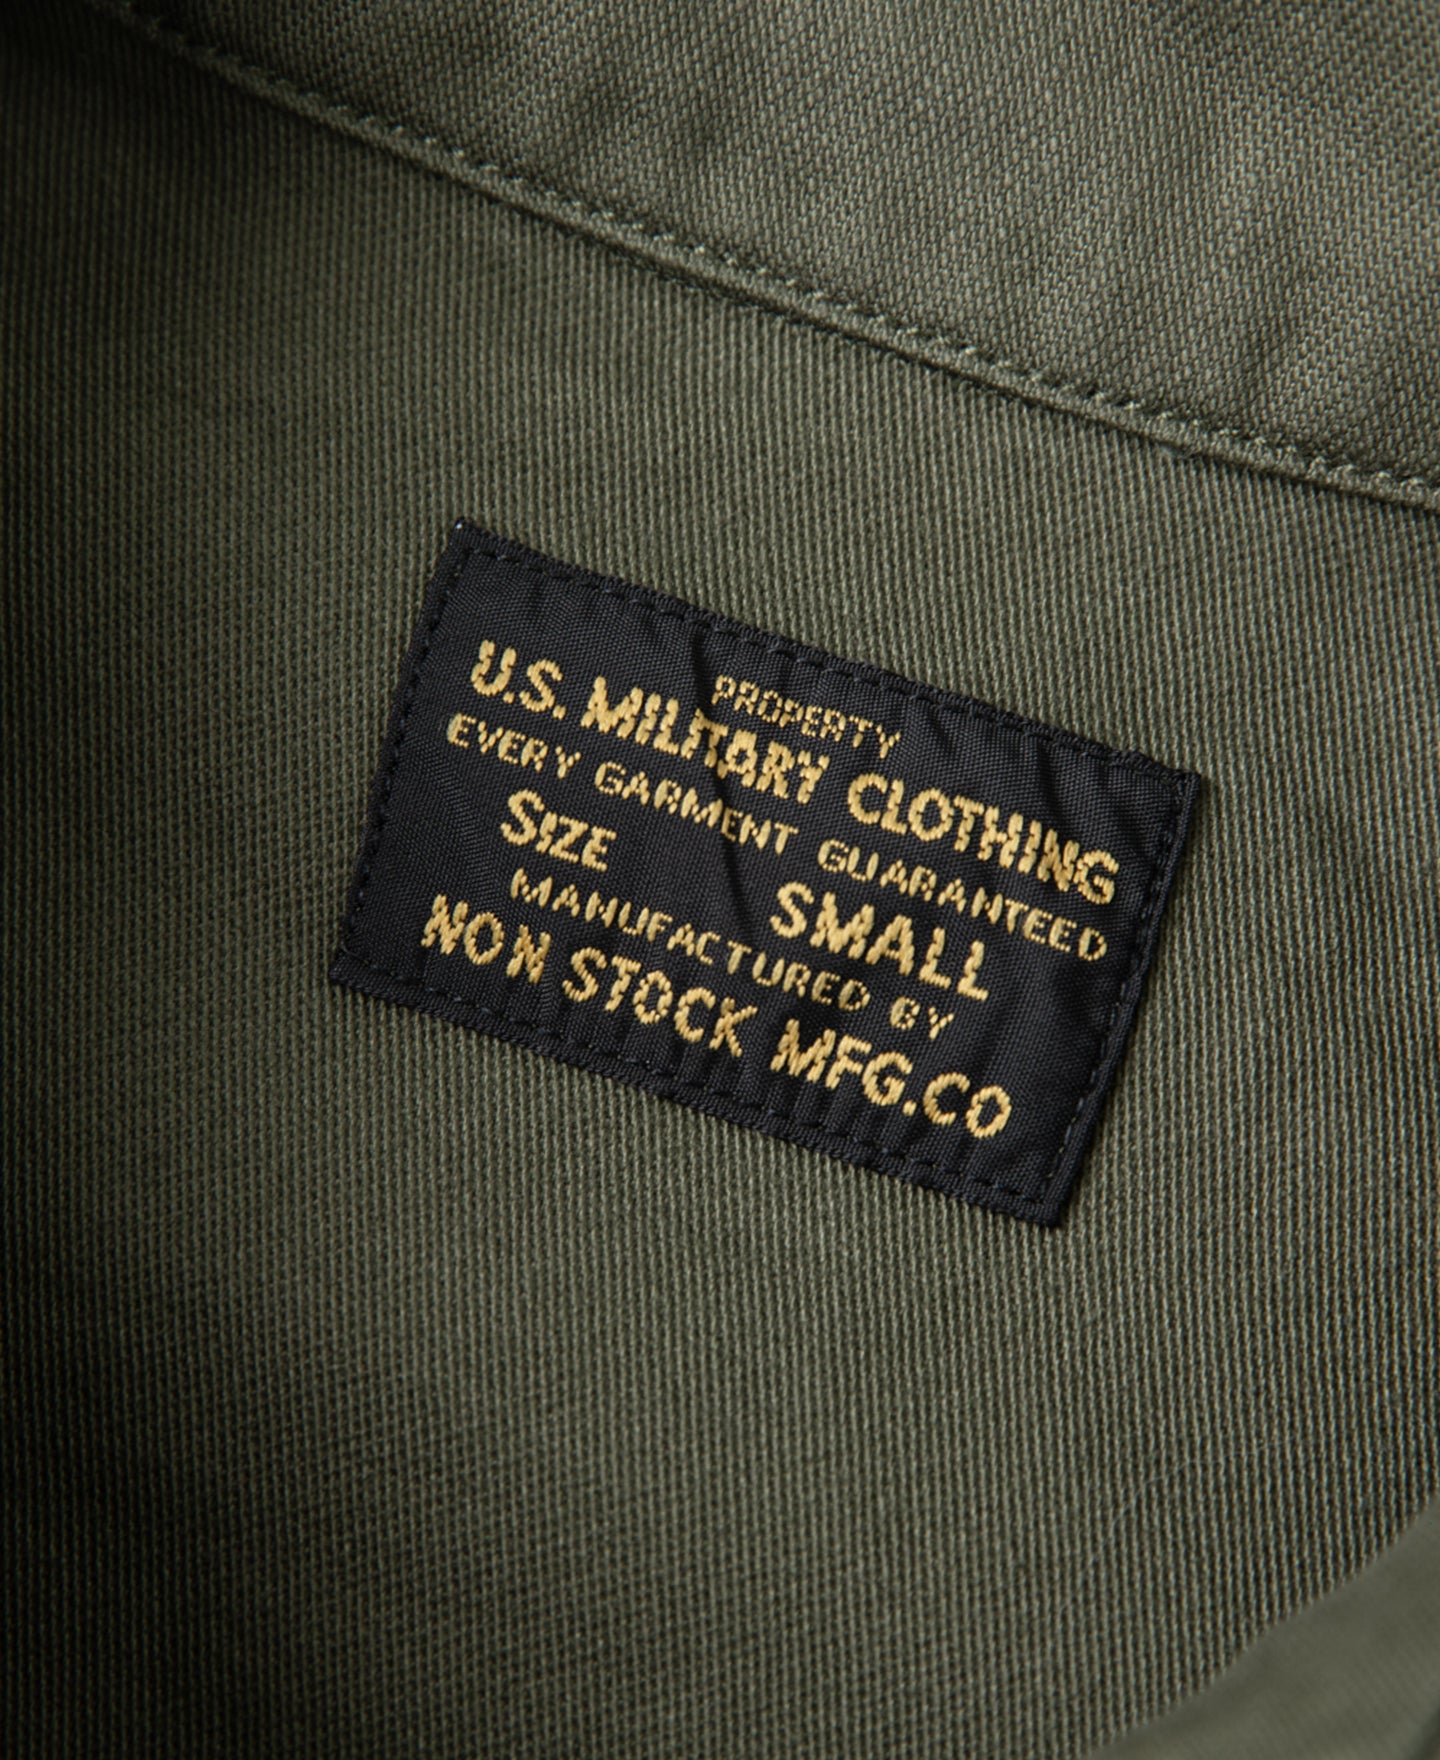 PROPERTY
U.S. MILITARY CLOTHING
EVERY GARMENT GUARANTEED
SIZE SMALL
MANUFACTURED BY
NON STOCK MFG.CO